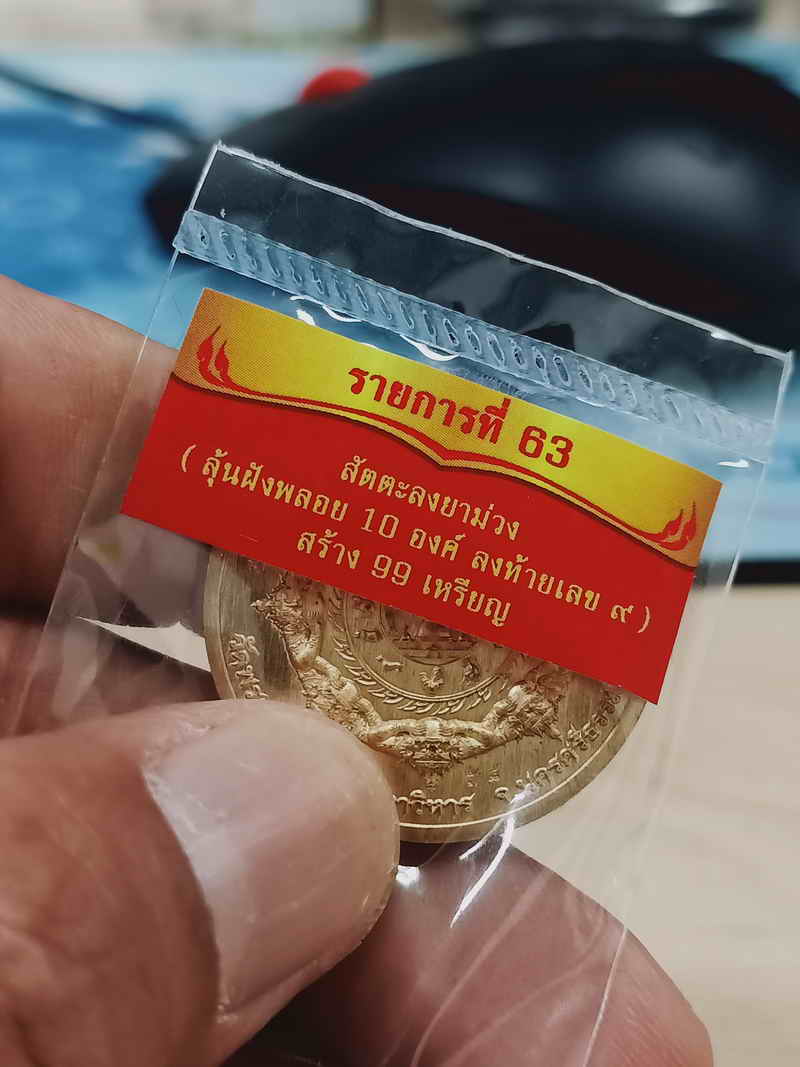 รายการที่ 63
สัตตะลงยาม่วง
( ลุ้นฝังพลอย 10 องค์ ลงท้ายเลข ๙ )
สร้าง 99 เหรียญ